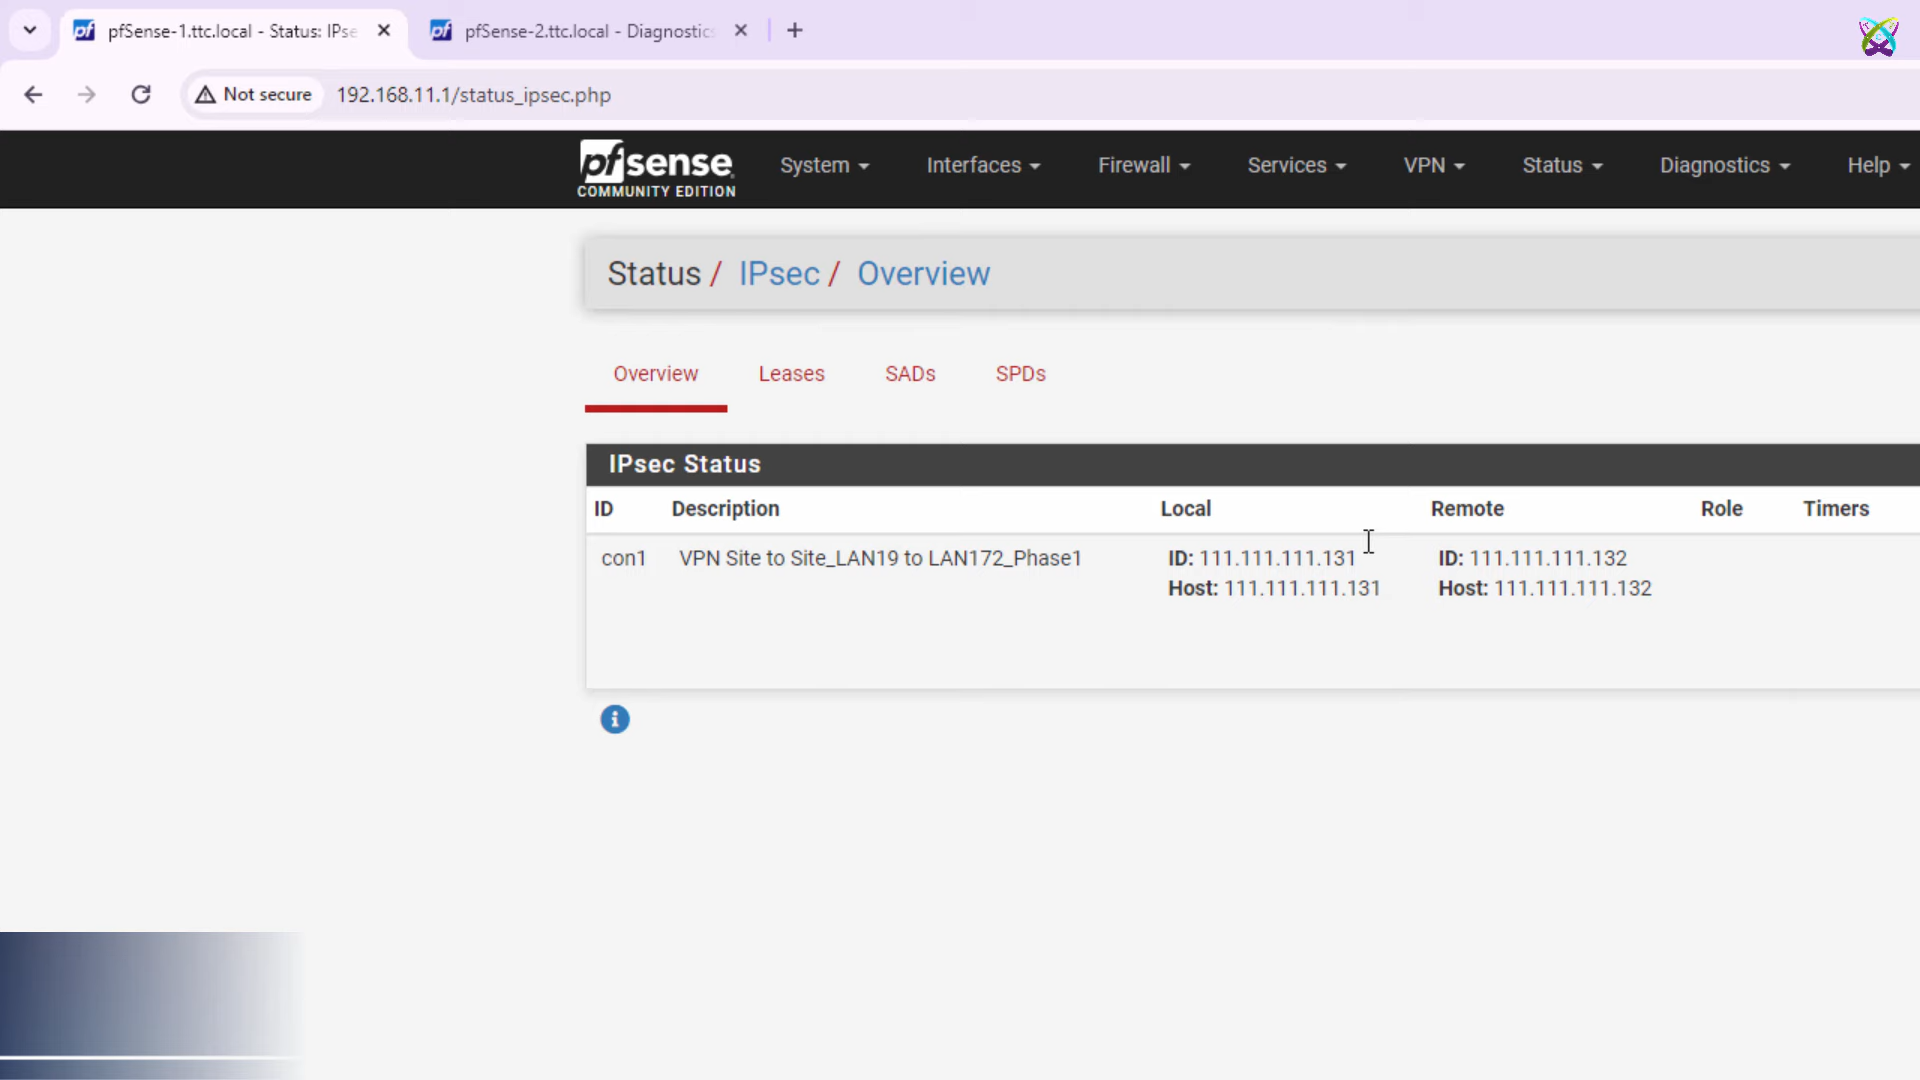 pfSense-1.ttc.local - Status: IPse
pfSense-2.ttc.local - Diagnostic
Not secure
192.168.11.1/status_ipsec.php
pfsense
COMMUNITY EDITION
System
Interfaces
Firewall
Services
VPN
Status
Diagnostics
Help
Status / IPsec / Overview
Overview
Leases
SADs
SPDs
IPsec Status
ID Description Local Remote Role Timers
con1 VPN Site to Site_LAN19 to LAN172_Phase1 ID: 111.111.111.131 ID: 111.111.111.132
Host: 111.111.111.131 Host: 111.111.111.132